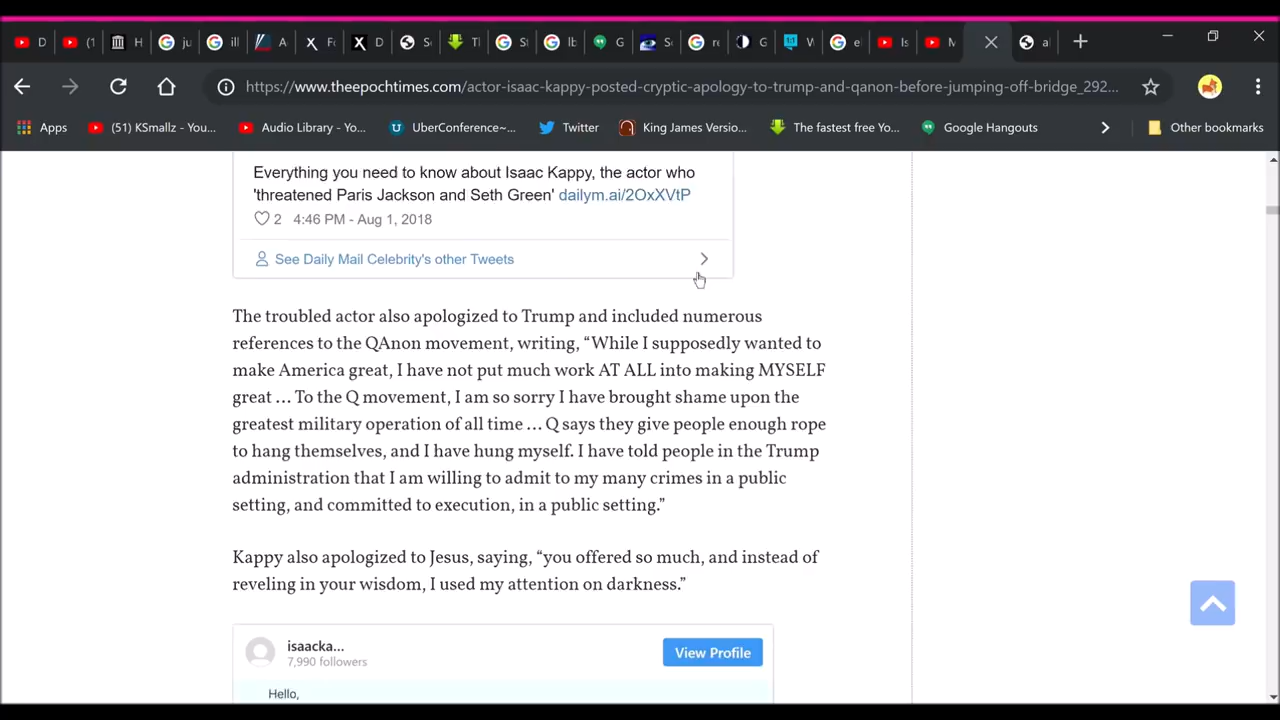 D
(1
H
ju
ill
A
Fo
D
S
Tl
S
Ib
G
S
re
G
W
e
Is
M
a
https://www.theepochtimes.com/actor-isaac-kappy-posted-cryptic-apology-to-trump-and-qanon-before-jumping-off-bridge_292...
Apps
(51) KSmallz - You...
Audio Library - Yo...
UberConference~...
Twitter
King James Versio...
The fastest free Yo...
Google Hangouts
Other bookmarks
Everything you need to know about Isaac Kappy, the actor who
'threatened Paris Jackson and Seth Green' dailym.ai/2OxXVtP
2 4:46 PM - Aug 1, 2018
See Daily Mail Celebrity's other Tweets
The troubled actor also apologized to Trump and included numerous
references to the QAnon movement, writing, “While I supposedly wanted to
make America great, I have not put much work AT ALL into making MYSELF
great … To the Q movement, I am so sorry I have brought shame upon the
greatest military operation of all time … Q says they give people enough rope
to hang themselves, and I have hung myself. I have told people in the Trump
administration that I am willing to admit to my many crimes in a public
setting, and committed to execution, in a public setting.”
Kappy also apologized to Jesus, saying, “you offered so much, and instead of
reveling in your wisdom, I used my attention on darkness.”
isaacka...
7,990 followers
View Profile
Hello,